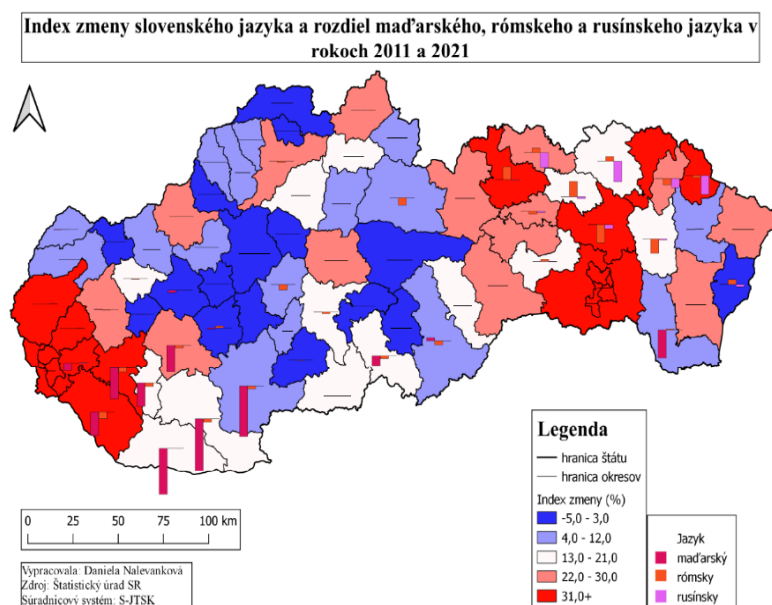 Index zmeny slovenského jazyka a rozdiel maďarského, rómskeho a rusínskeho jazyka v
rokoch 2011 a 2021
Legenda
hranica štátu
hranica okresov
Index zmeny (%)
-5,0 - 3,0
4,0 - 12,0
13,0 - 21,0
22,0 - 30,0
31,0+
Jazyk
maďarský
rómsky
rusínsky
0 25 50 75 100 km
Vypracovala: Daniela Nalevanková
Zdroj: Štatistický úrad SR
Súradnicový systém: S-JTSK